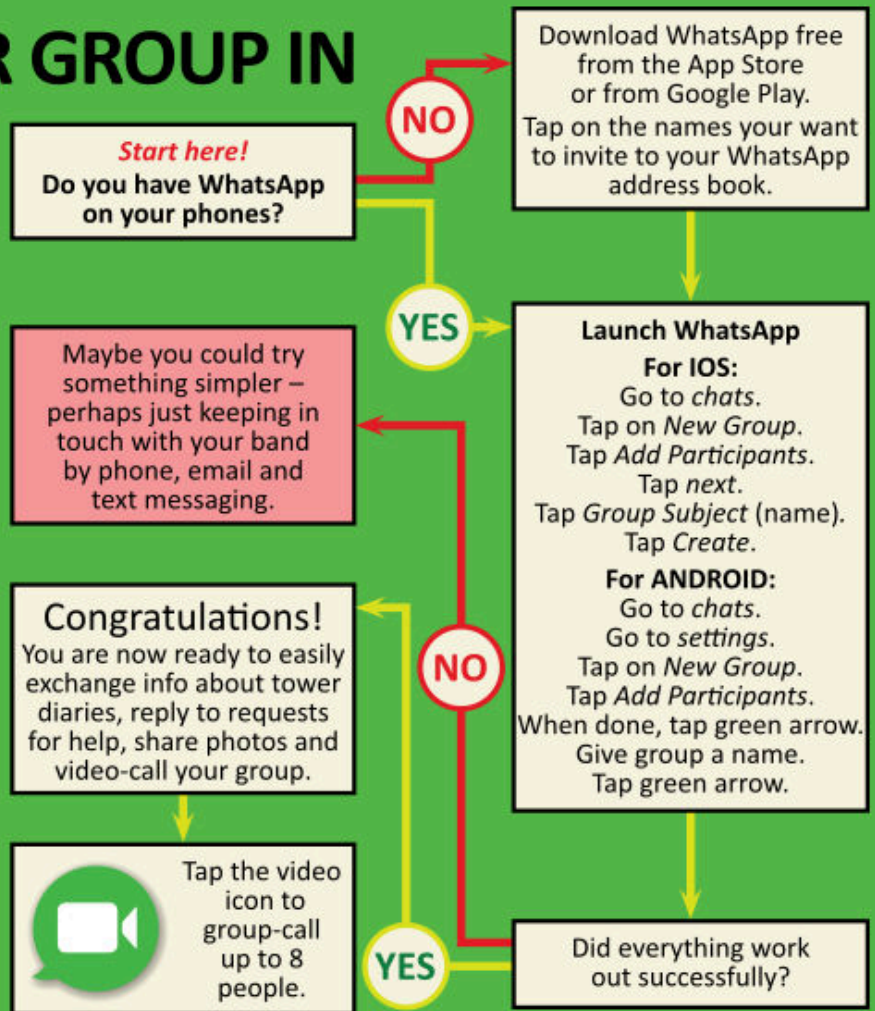 R GROUP IN
Start here!
Do you have WhatsApp
on your phones?
NO
Download WhatsApp free
from the App Store
or from Google Play.
Tap on the names your want
to invite to your WhatsApp
address book.
YES
Launch WhatsApp
For IOS:
Go to chats.
Tap on New Group.
Tap Add Participants.
Tap next.
Tap Group Subject (name).
Tap Create.
For ANDROID:
Go to chats.
Go to settings.
Tap on New Group.
Tap Add Participants.
When done, tap green arrow.
Give group a name.
Tap green arrow.
Did everything work
out successfully?
NO
Maybe you could try
something simpler –
perhaps just keeping in
touch with your band
by phone, email and
text messaging.
YES
Congratulations!
You are now ready to easily
exchange info about tower
diaries, reply to requests
for help, share photos and
video-call your group.
Tap the video
icon to
group-call
up to 8
people.